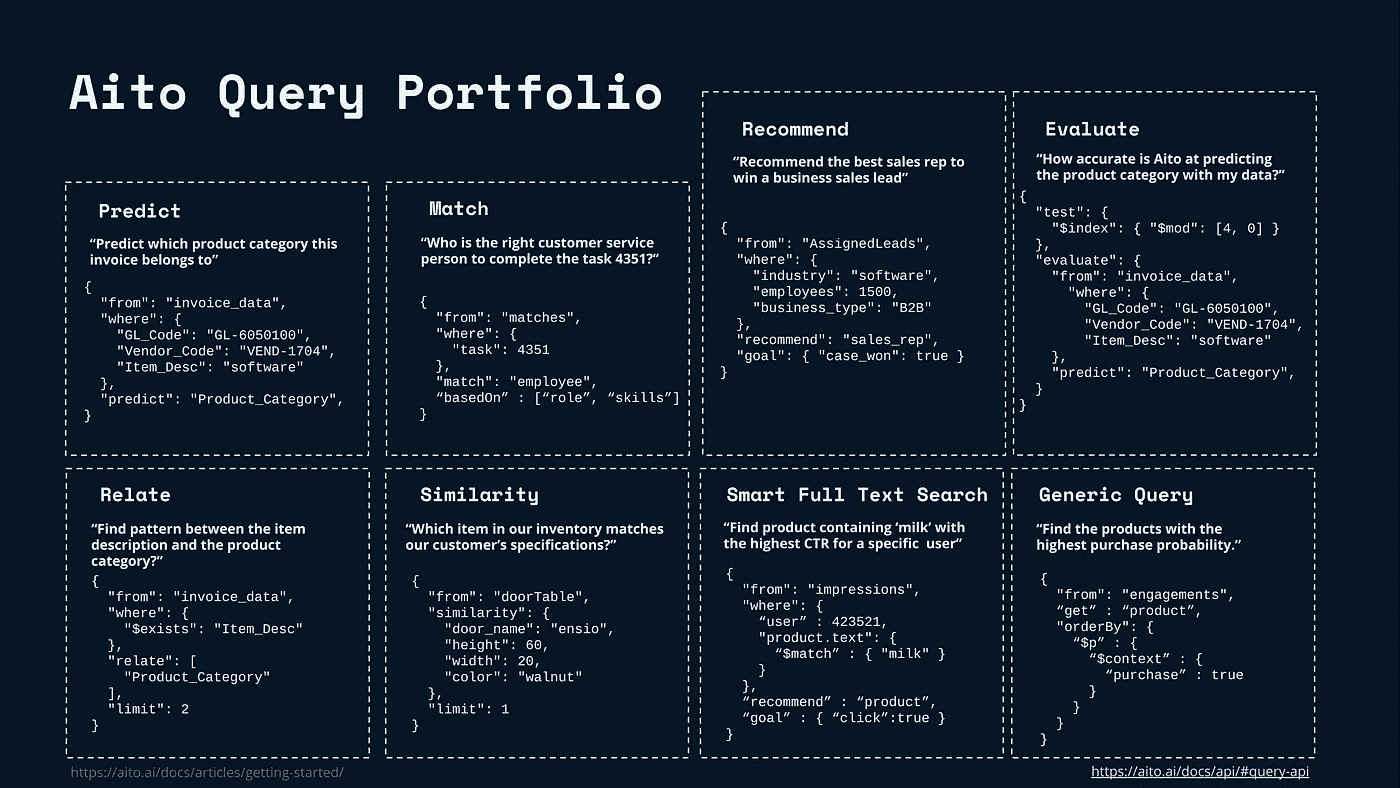 Aito Query Portfolio
Predict
“Predict which product category this
invoice belongs to”
{
  "from": "invoice_data",
  "where": {
    "GL_Code": "GL-6050100",
    "Vendor_Code": "VEND-1704",
    "Item_Desc": "software"
  },
  "predict": "Product_Category",
}
Match
“Who is the right customer service
person to complete the task 4351?“
{
  "from": "matches",
  "where": {
    "task": 4351
  },
  "match": "employee",
  “basedOn” : [“role”, “skills”]
}
Recommend
“Recommend the best sales rep to
win a business sales lead”
{
  "from": "AssignedLeads",
  "where": {
    "industry": "software",
    "employees": 1500,
    "business_type": "B2B"
  },
  "recommend": "sales_rep",
  "goal": { "case_won": true }
}
Evaluate
“How accurate is Aito at predicting
the product category with my data?”
{
  "test": {
    "$index": { "$mod": [4, 0] }
  },
  "evaluate": {
    "from": "invoice_data",
      "where": {
        "GL_Code": "GL-6050100",
        "Vendor_Code": "VEND-1704",
        "Item_Desc": "software"
    },
    "predict": "Product_Category",
  }
}
Relate
“Find pattern between the item
description and the product
category?”
{
  "from": "invoice_data",
  "where": {
    "$exists": "Item_Desc"
  },
  "relate": [
    "Product_Category"
  ],
  "limit": 2
}
Similarity
“Which item in our inventory matches
our customer’s specifications?”
{
  "from": "doorTable",
  "similarity": {
    "door_name": "ensio",
    "height": 60,
    "width": 20,
    "color": "walnut"
  },
  "limit": 1
}
Smart Full Text Search
“Find product containing ‘milk’ with
the highest CTR for a specific  user”
{
  "from": "impressions",
  "where": {
    “user” : 423521,
    "product.text": {
      “$match” : { "milk" }
    }
  },
  “recommend” : “product”,
  “goal” : { “click”:true }
}
Generic Query
“Find the products with the
highest purchase probability.”
{
  "from": "engagements",
  “get” : “product”,
  "orderBy": {
    “$p” : {
      “$context” : {
        “purchase” : true
      }
    }
  }
}
https://aito.ai/docs/articles/getting-started/
https://aito.ai/docs/api/#query-api